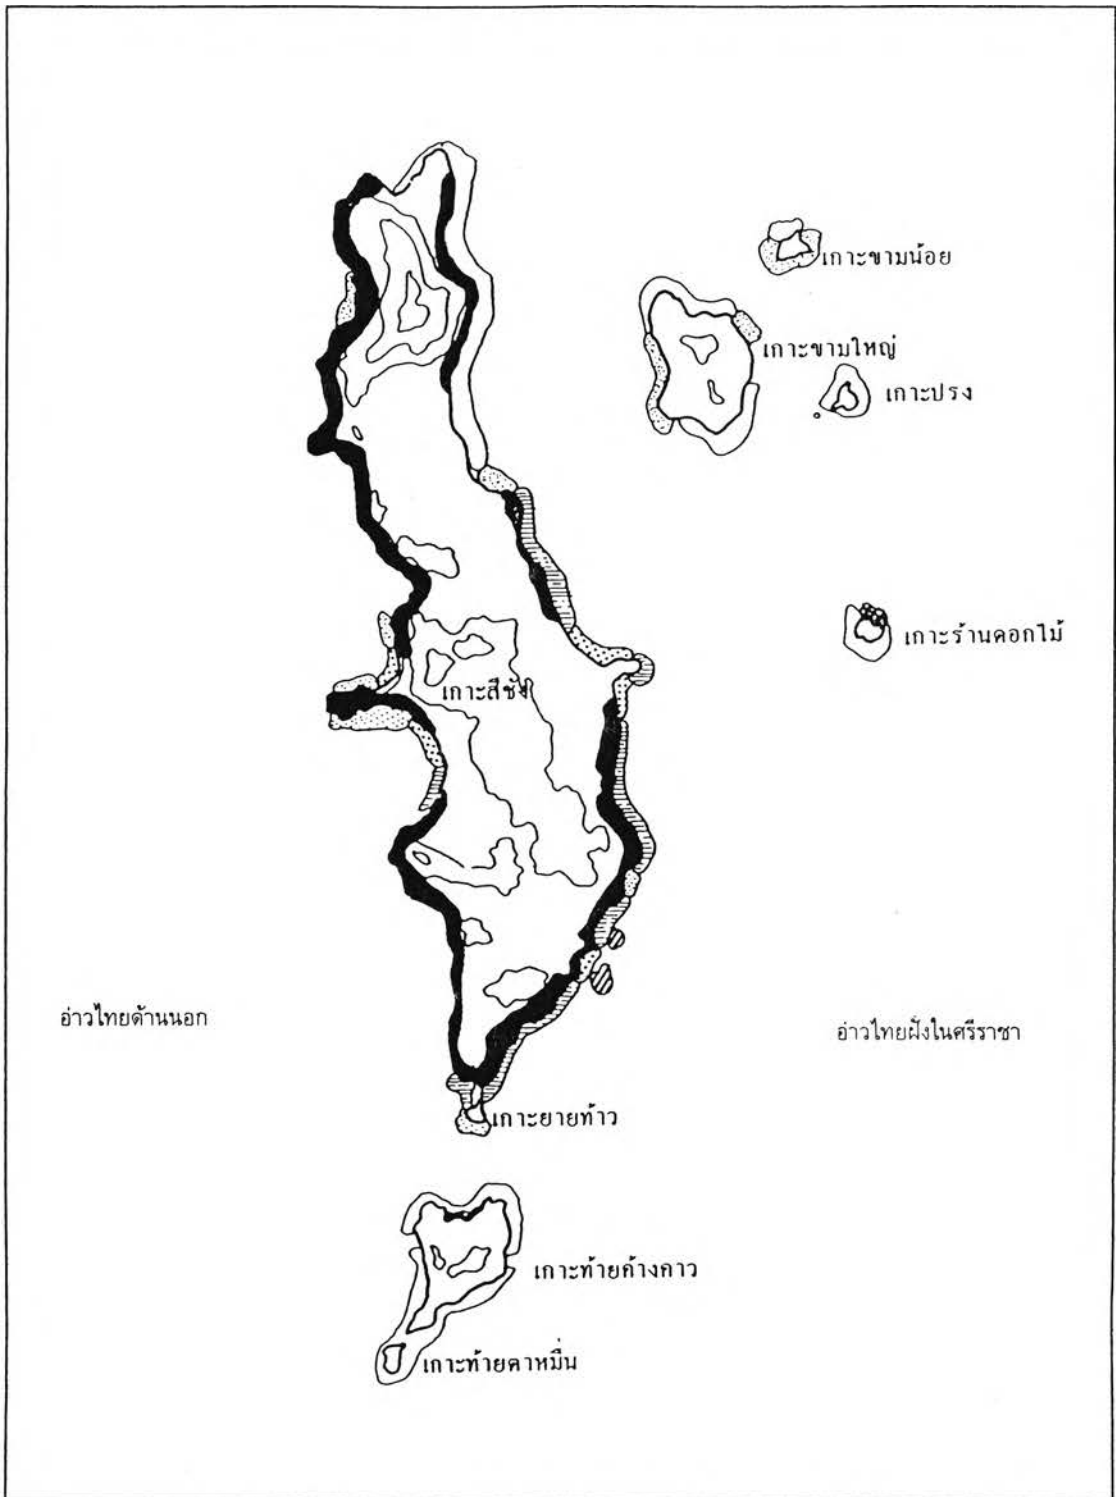 เกาะขามน้อย
เกาะขามใหญ่
เกาะปรง
เกาะร้านดอกไม้
เกาะสีชัง
อ่าวไทยด้านนอก
อ่าวไทยฝั่งในศรีราชา
เกาะยายท้าว
เกาะท้ายค้างคาว
เกาะท้ายตาหมื่น